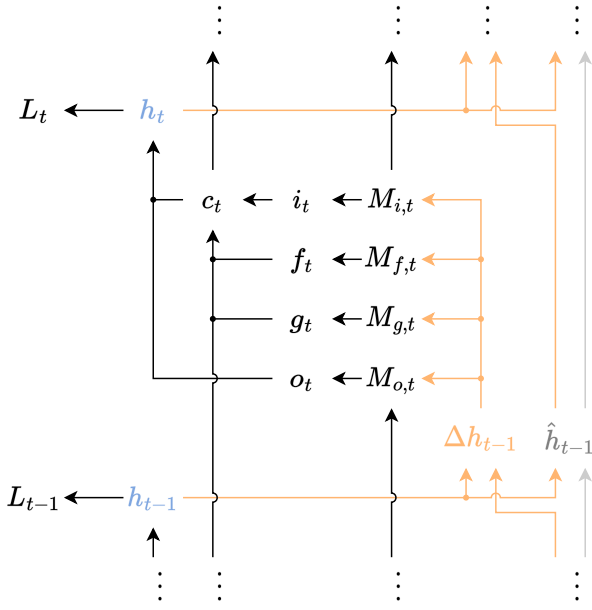 L_t h_t
c_t i_t M_{i,t}
f_t M_{f,t}
g_t M_{g,t}
o_t M_{o,t}
Δh_{t−1} ĥ_{t−1}
L_{t−1} h_{t−1}